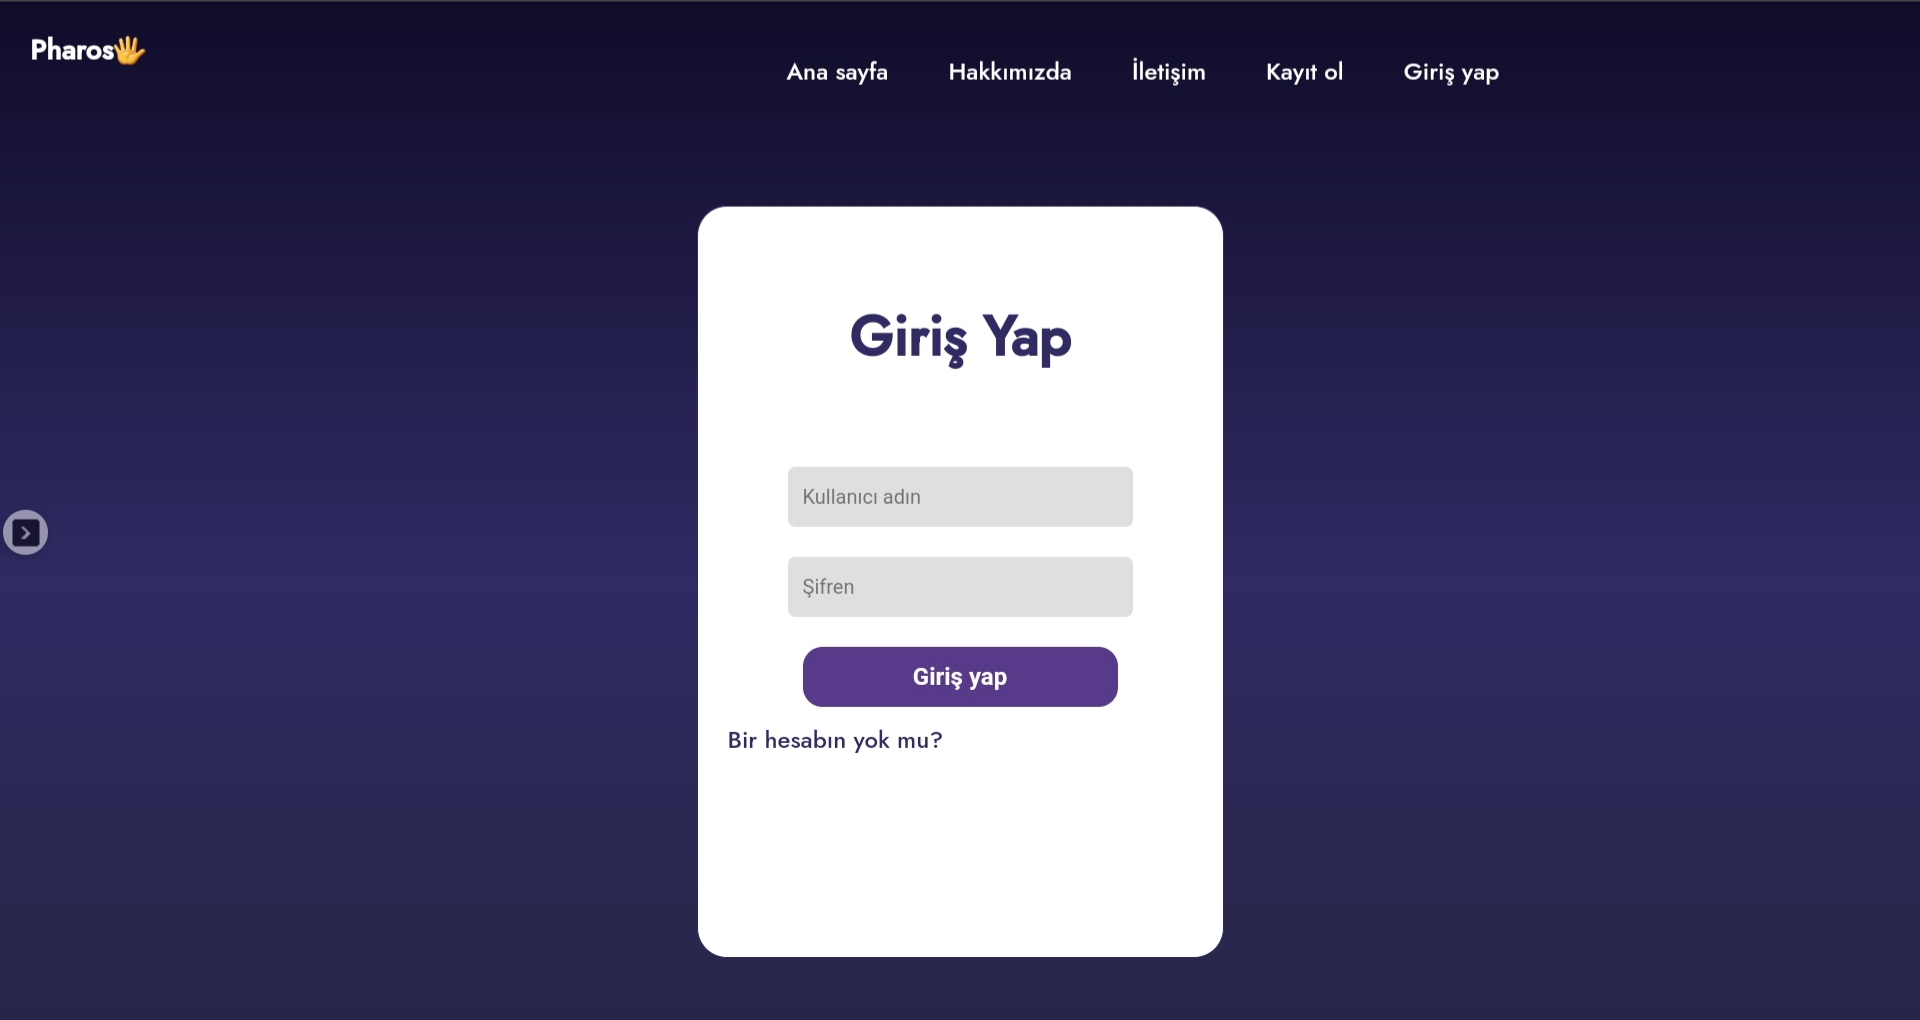 Pharos🖐
Ana sayfa Hakkımızda İletişim Kayıt ol Giriş yap
Giriş Yap
Kullanıcı adın
Şifren
Giriş yap
Bir hesabın yok mu?